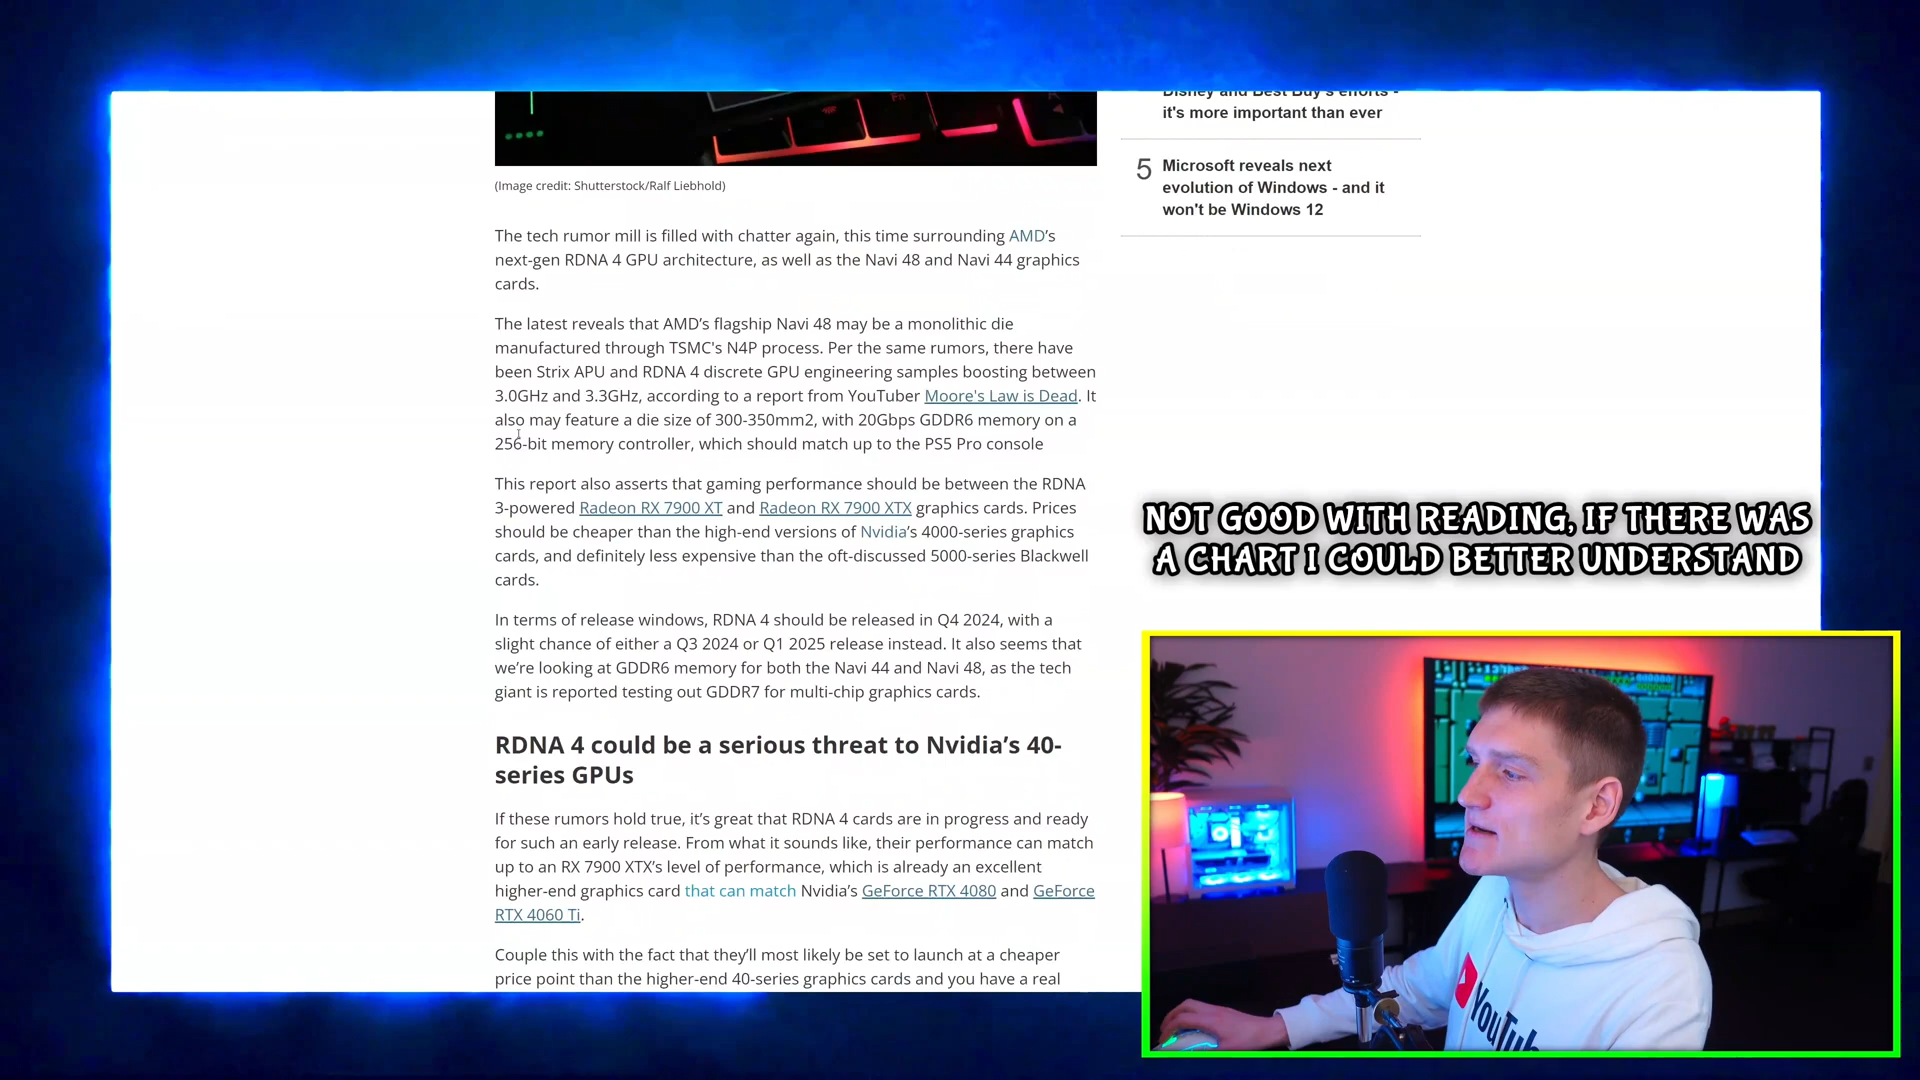 Disney and Best Buy's efforts -
it's more important than ever
5
Microsoft reveals next
evolution of Windows - and it
won't be Windows 12
(Image credit: Shutterstock/Ralf Liebhold)
The tech rumor mill is filled with chatter again, this time surrounding AMD's
next-gen RDNA 4 GPU architecture, as well as the Navi 48 and Navi 44 graphics
cards.
The latest reveals that AMD's flagship Navi 48 may be a monolithic die
manufactured through TSMC's N4P process. Per the same rumors, there have
been Strix APU and RDNA 4 discrete GPU engineering samples boosting between
3.0GHz and 3.3GHz, according to a report from YouTuber Moore's Law is Dead. It
also may feature a die size of 300-350mm2, with 20Gbps GDDR6 memory on a
256-bit memory controller, which should match up to the PS5 Pro console
This report also asserts that gaming performance should be between the RDNA
3-powered Radeon RX 7900 XT and Radeon RX 7900 XTX graphics cards. Prices
should be cheaper than the high-end versions of Nvidia's 4000-series graphics
cards, and definitely less expensive than the oft-discussed 5000-series Blackwell
cards.
In terms of release windows, RDNA 4 should be released in Q4 2024, with a
slight chance of either a Q3 2024 or Q1 2025 release instead. It also seems that
we're looking at GDDR6 memory for both the Navi 44 and Navi 48, as the tech
giant is reported testing out GDDR7 for multi-chip graphics cards.
RDNA 4 could be a serious threat to Nvidia's 40-
series GPUs
If these rumors hold true, it's great that RDNA 4 cards are in progress and ready
for such an early release. From what it sounds like, their performance can match
up to an RX 7900 XTX's level of performance, which is already an excellent
higher-end graphics card that can match Nvidia's GeForce RTX 4080 and GeForce
RTX 4060 Ti.
Couple this with the fact that they'll most likely be set to launch at a cheaper
price point than the higher-end 40-series graphics cards and you have a real
NOT GOOD WITH READING, IF THERE WAS
A CHART I COULD BETTER UNDERSTAND
YouTub